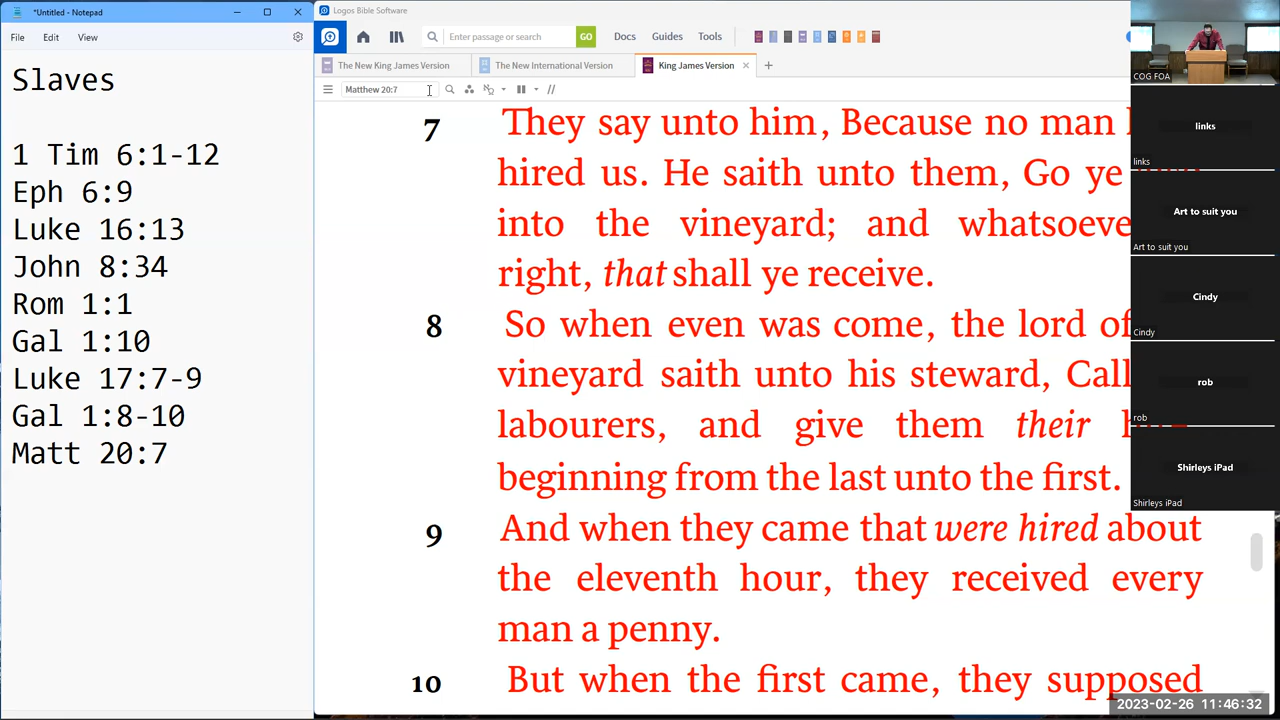 *Untitled - Notepad
File Edit View
Slaves
1 Tim 6:1-12
Eph 6:9
Luke 16:13
John 8:34
Rom 1:1
Gal 1:10
Luke 17:7-9
Gal 1:8-10
Matt 20:7
Logos Bible Software
Enter passage or search GO Docs Guides Tools
The New King James Version The New International Version King James Version
Matthew 20:7
7 They say unto him, Because no man
hired us. He saith unto them, Go ye
into the vineyard; and whatsoeve
right, that shall ye receive.
8 So when even was come, the lord of
vineyard saith unto his steward, Call
labourers, and give them their
beginning from the last unto the first.
9 And when they came that were hired about
the eleventh hour, they received every
man a penny.
10 But when the first came, they supposed
COG FOA
links
links
Art to suit you
Art to suit you
Cindy
Cindy
rob
rob
Shirleys iPad
Shirleys iPad
2023-02-26 11:46:32